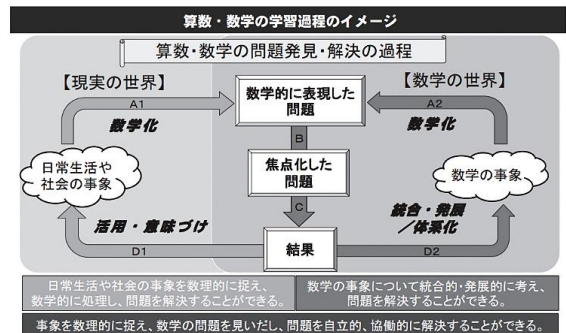 算数・数学の学習過程のイメージ
算数・数学の問題発見・解決の過程
【現実の世界】
【数学の世界】
A1
数学化
数学的に表現した
問題
A2
数学化
B
日常生活や
社会の事象
焦点化した
問題
数学の事象
C
活用・意味づけ
D1
結果
統合・発展
/体系化
D2
日常生活や社会の事象を数理的に捉え、
数学的に処理し、問題を解決することができる。
数学の事象について統合的・発展的に考え、
問題を解決することができる。
事象を数理的に捉え、数学の問題を見いだし、問題を自立的、協働的に解決することができる。